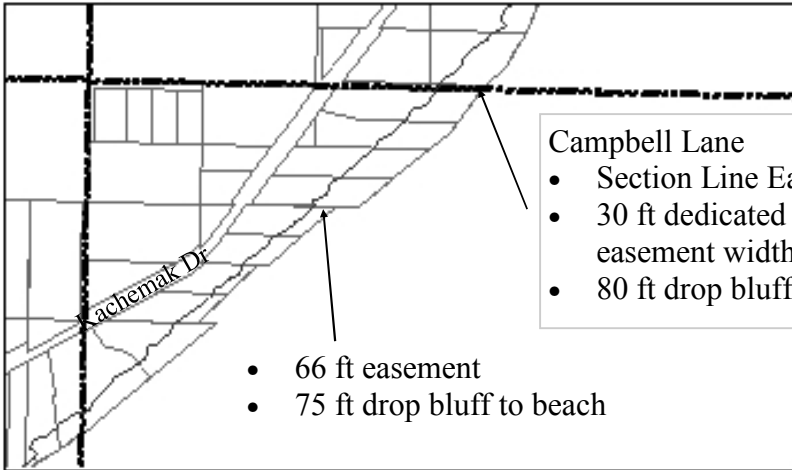 Campbell Lane
• Section Line Ea
• 30 ft dedicated
easement width
• 80 ft drop bluff
Kachemak Dr
• 66 ft easement
• 75 ft drop bluff to beach